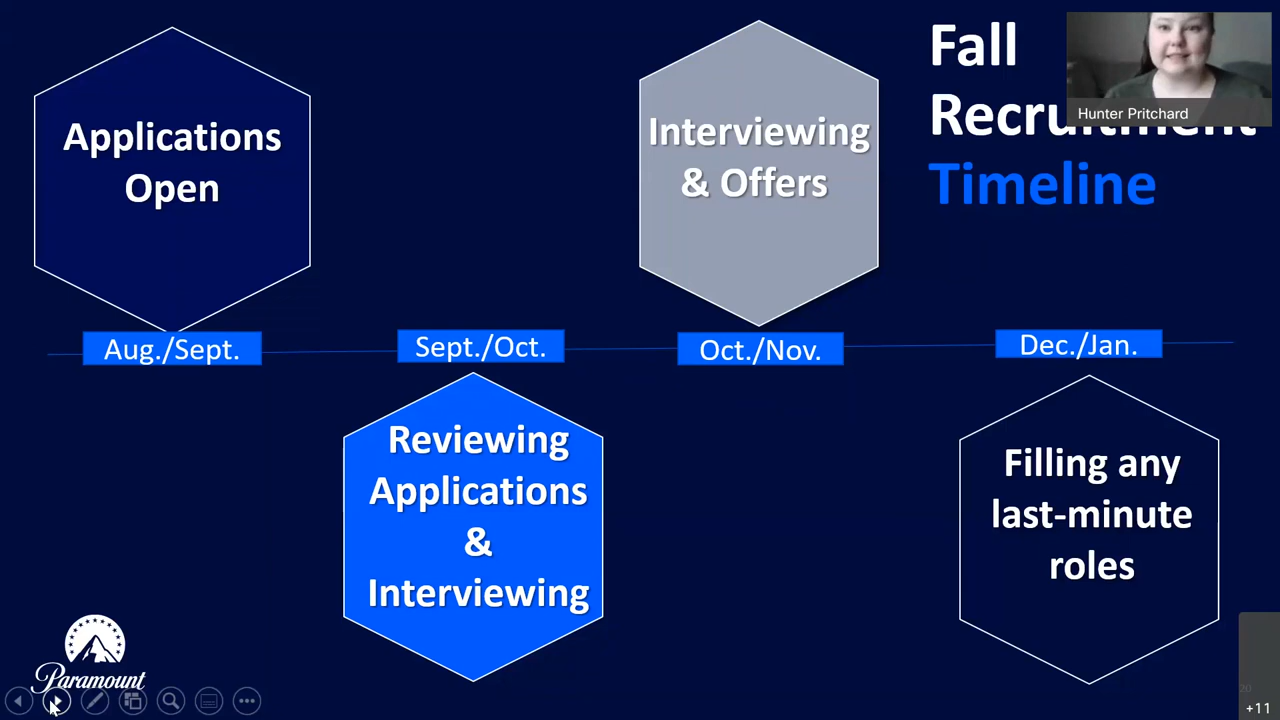 Fall
Recruitment
Timeline
Hunter Pritchard
Applications
Open
Interviewing
& Offers
Aug./Sept.
Sept./Oct.
Oct./Nov.
Dec./Jan.
Reviewing
Applications
&
Interviewing
Filling any
last-minute
roles
Paramount
20
+11